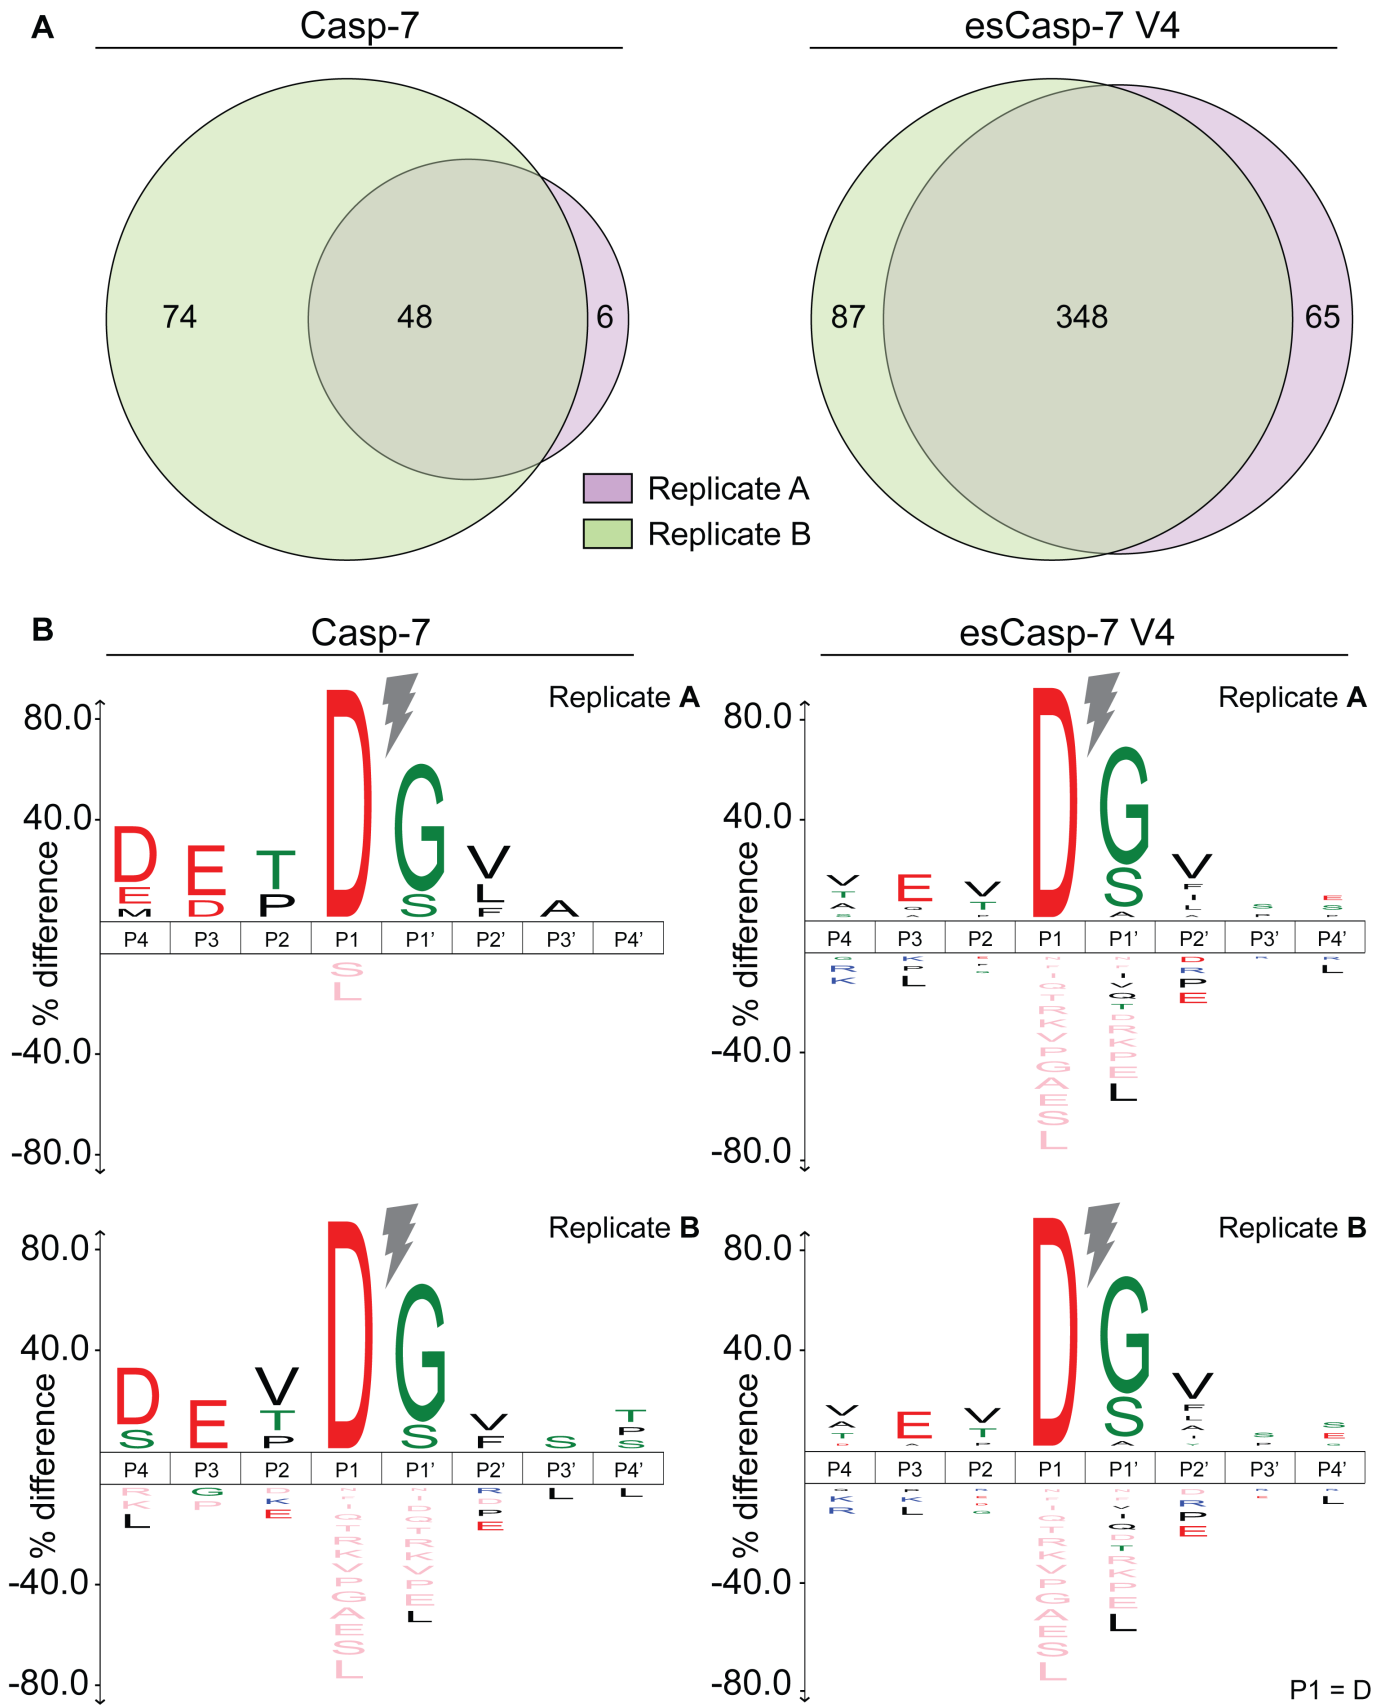 A
Casp-7
esCasp-7 V4
74
48
6
87
348
65
Replicate A
Replicate B
B
Casp-7
esCasp-7 V4
Replicate A
80.0
40.0
-40.0
-80.0
% difference
D E T D G V
E D P S L
M F A
P4 P3 P2 P1 P1' P2' P3' P4'
S
L
Replicate A
80.0
40.0
-40.0
-80.0
% difference
V E V D G V
T T S
P4 P3 P2 P1 P1' P2' P3' P4'
R K D R
K P R L
L P
E
Q T R K V P G A E S L
V Q T D R K P E L
Replicate B
80.0
40.0
-40.0
-80.0
% difference
D E V D G V T
S T S F S P
P S
P4 P3 P2 P1 P1' P2' P3' P4'
R G D R L L
K P K D
L E P
E
I Q T R K V P G A E S L
I D Q T R K V P E L
Replicate B
80.0
40.0
-40.0
-80.0
% difference
V E V D G V S
A T S F E
T
P4 P3 P2 P1 P1' P2' P3' P4'
K K D L
R L R
P
E
I Q T R K V P G A E S L
V I Q D T R K P E L
P1 = D